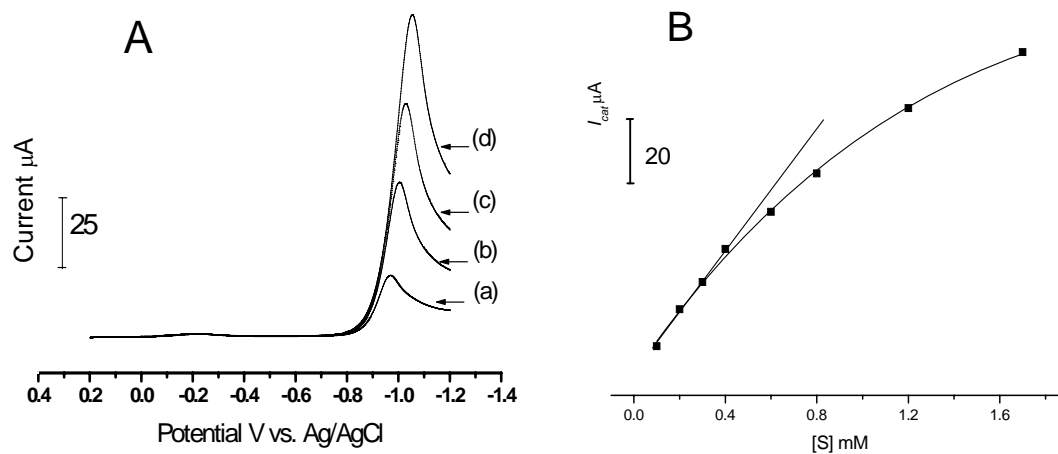 A
B
(d)
(c)
(b)
(a)
Current µA
25
0.4 0.2 0.0 -0.2 -0.4 -0.6 -0.8 -1.0 -1.2 -1.4
Potential V vs. Ag/AgCl
Icat µA
20
0.0 0.4 0.8 1.2 1.6
[S] mM